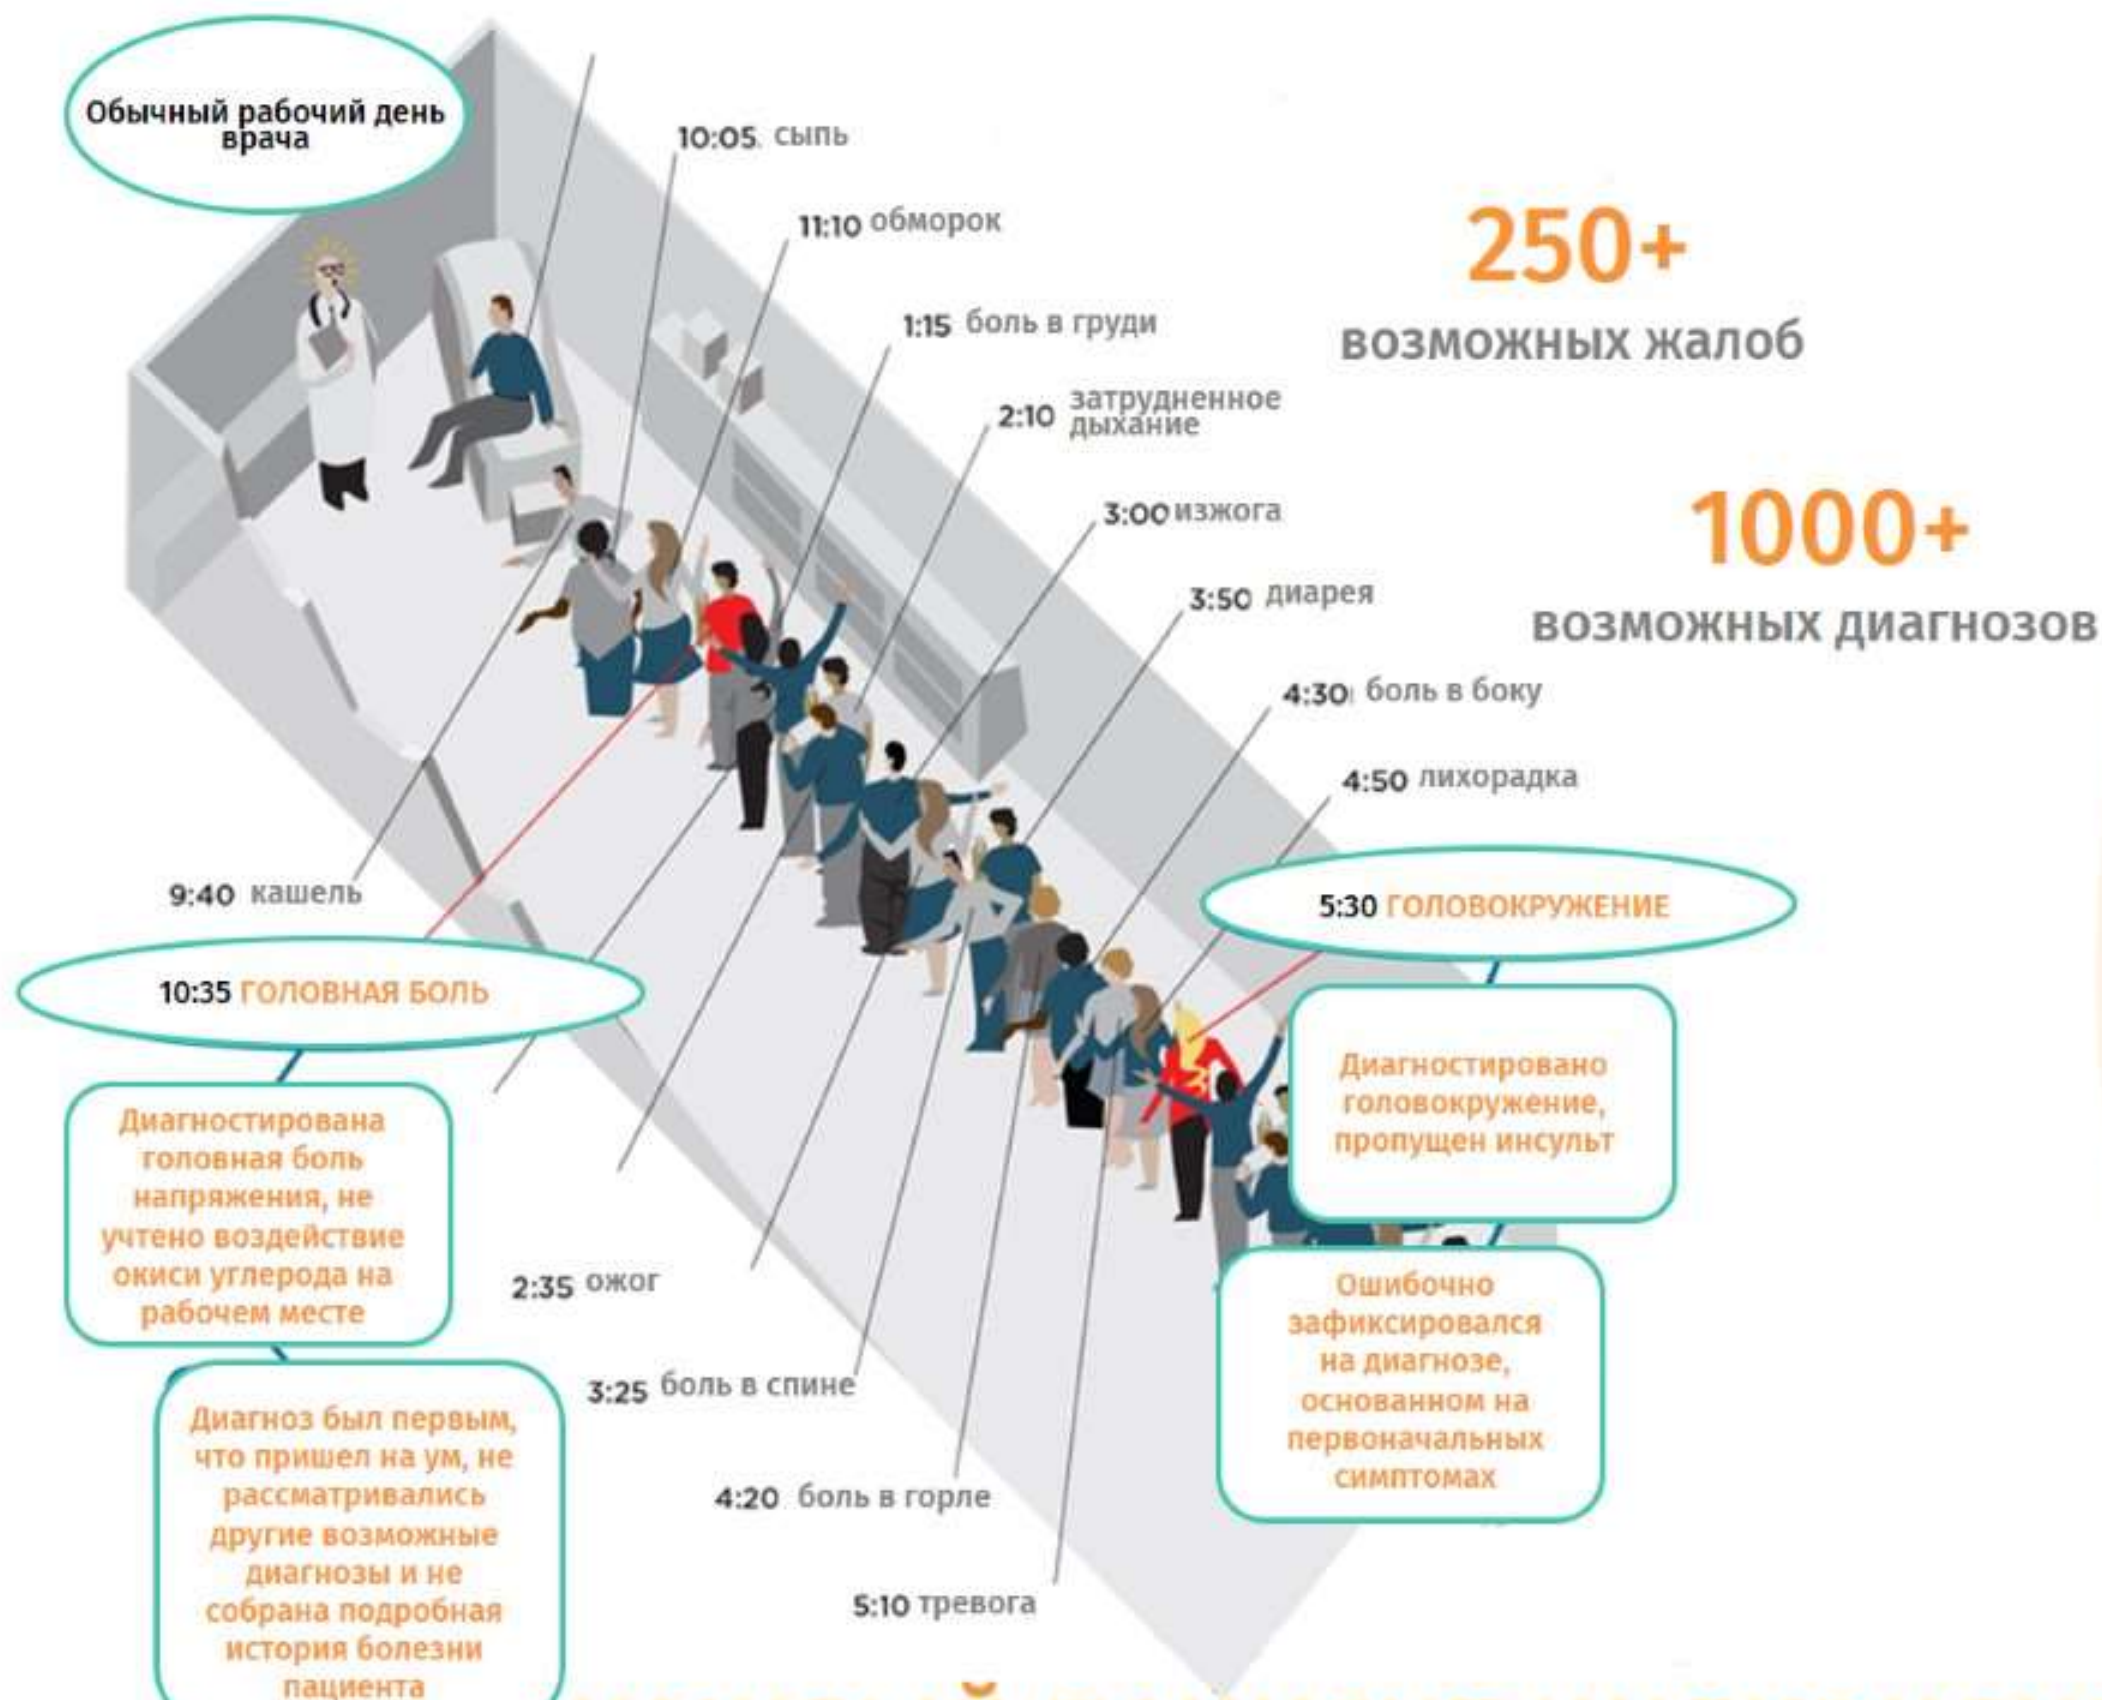 Обычный рабочий день
врача
10:05. сыпь
11:10 обморок
250+
возможных жалоб
1:15 боль в груди
2:10 затрудненное
дыхание
3:00 изжога
1000+
возможных диагнозов
3:50 диарея
4:30 боль в боку
4:50 лихорадка
9:40 кашель
5:30 ГОЛОВОКРУЖЕНИЕ
10:35 ГОЛОВНАЯ БОЛЬ
Диагностировано
головокружение,
пропущен инсульт
Диагностирована
головная боль
напряжения, не
учтено воздействие
окиси углерода на
рабочем месте
2:35 ожог
Ошибочно
зафиксировался
на диагнозе,
основанном на
первоначальных
симптомах
3:25 боль в спине
Диагноз был первым,
что пришел на ум, не
рассматривались
другие возможные
диагнозы и не
собрана подробная
история болезни
пациента
4:20 боль в горле
5:10 тревога